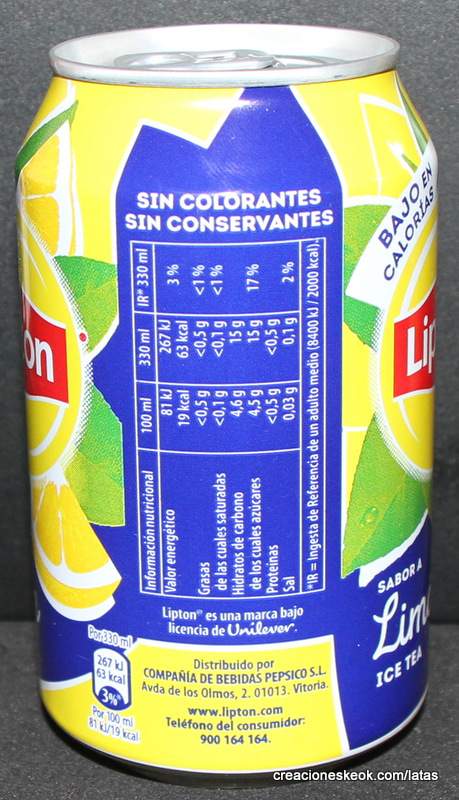 SIN COLORANTES
SIN CONSERVANTES
Información nutricional 100 ml 330 ml IR* 330 ml
Valor energético 81 kJ 267 kJ 3 %
19 kcal 63 kcal
Grasas <0,5 g <0,5 g <1 %
de las cuales saturadas <0,1 g <0,1 g <1 %
Hidratos de carbono 4,6 g 15 g
de los cuales azúcares 4,5 g 15 g 17 %
Proteínas <0,5 g <0,5 g
Sal 0,03 g 0,1 g 2 %
*IR = Ingesta de Referencia de un adulto medio (8400 kJ / 2000 kcal).
Lipton® es una marca bajo
licencia de Unilever.
Por 330 ml
267 kJ
63 kcal
3%*
Por 100 ml
81 kJ/19 kcal
Distribuido por
COMPAÑÍA DE BEBIDAS PEPSICO S.L.
Avda de los Olmos, 2. 01013. Vitoria.
www.lipton.com
Teléfono del consumidor:
900 164 164.
on
BAJO EN
CALORÍAS
Lip
SABOR A
Lim
ICE TEA
creacioneskeok.com/latas